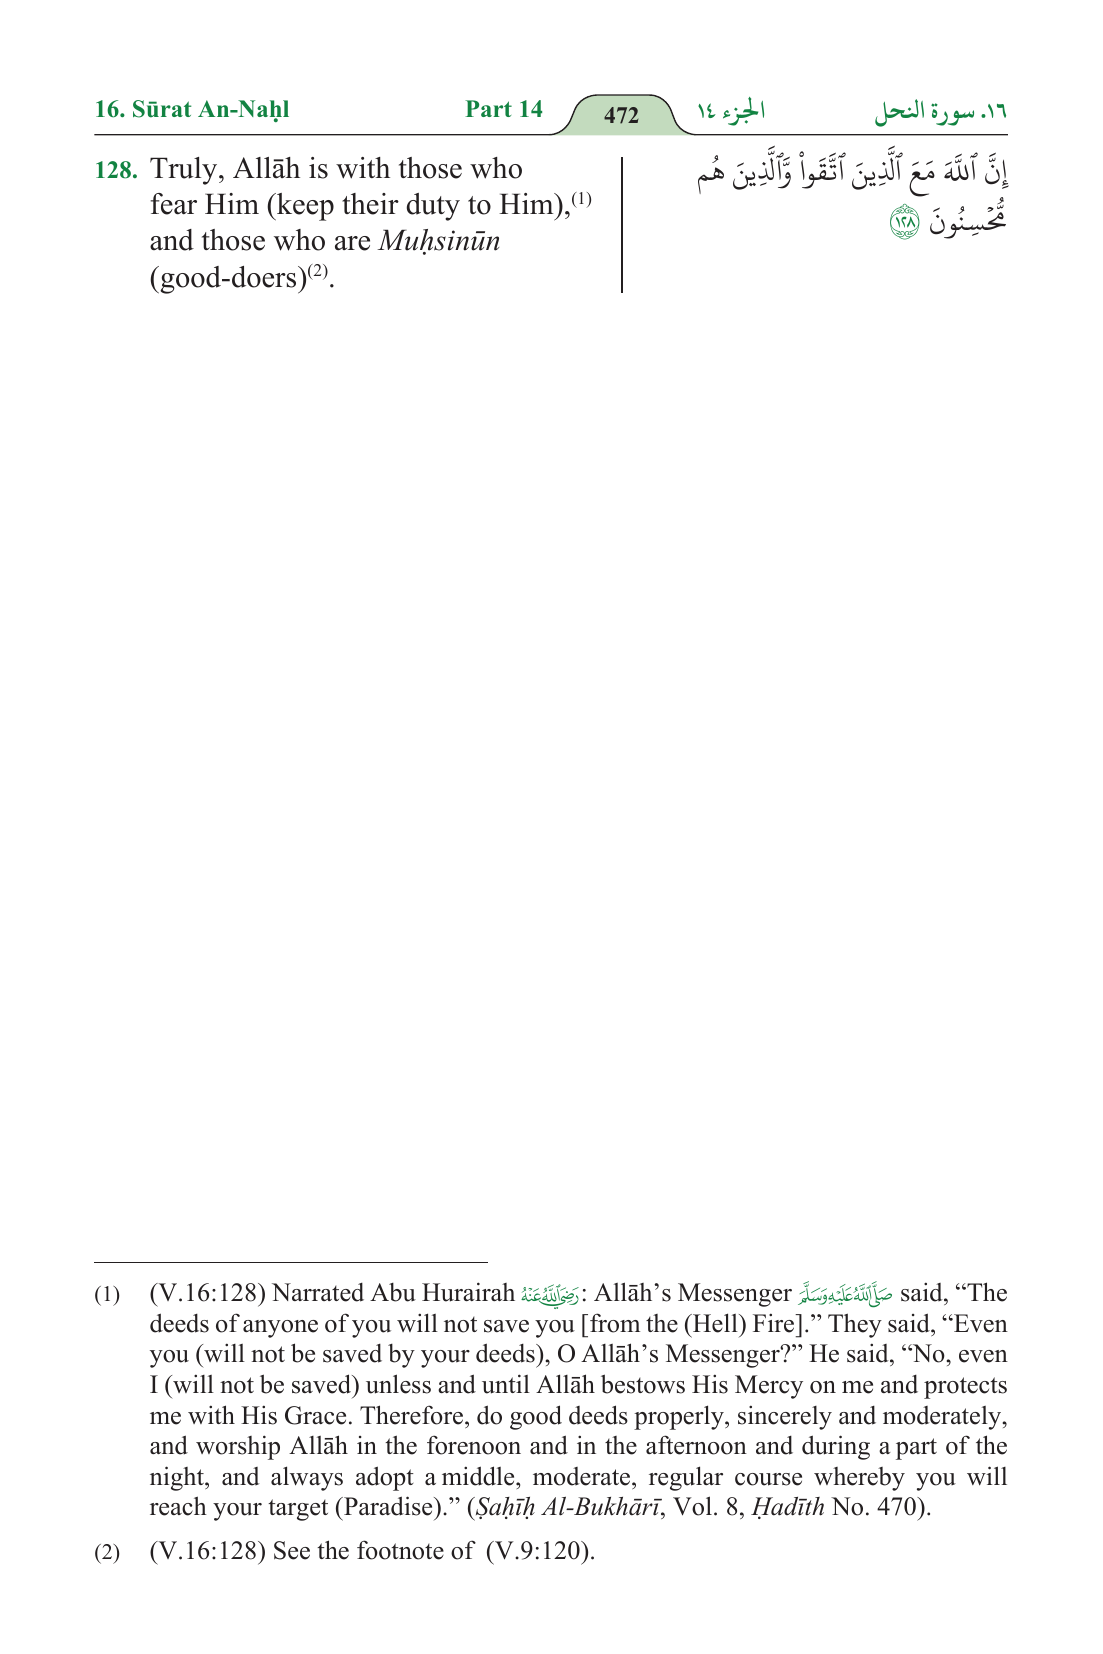 16. Sūrat An-Naḥl Part 14 472 الجزء ١٤ ١٦. سورة النحل
128. Truly, Allāh is with those who
fear Him (keep their duty to Him),(1)
and those who are Muḥsinūn
(good-doers)(2).
إِنَّ ٱللَّهَ مَعَ ٱلَّذِينَ ٱتَّقَواْ وَّٱلَّذِينَ هُم
مُّحۡسِنُونَ ١٢٨
(1) (V.16:128) Narrated Abu Hurairah رَضِيَ ٱللَّهُ عَنْهُ: Allāh’s Messenger صَلَّى ٱللَّهُ عَلَيْهِ وَسَلَّمَ said, “The
deeds of anyone of you will not save you [from the (Hell) Fire].” They said, “Even
you (will not be saved by your deeds), O Allāh’s Messenger?” He said, “No, even
I (will not be saved) unless and until Allāh bestows His Mercy on me and protects
me with His Grace. Therefore, do good deeds properly, sincerely and moderately,
and worship Allāh in the forenoon and in the afternoon and during a part of the
night, and always adopt a middle, moderate, regular course whereby you will
reach your target (Paradise).” (Ṣaḥīḥ Al-Bukhārī, Vol. 8, Ḥadīth No. 470).
(2) (V.16:128) See the footnote of (V.9:120).